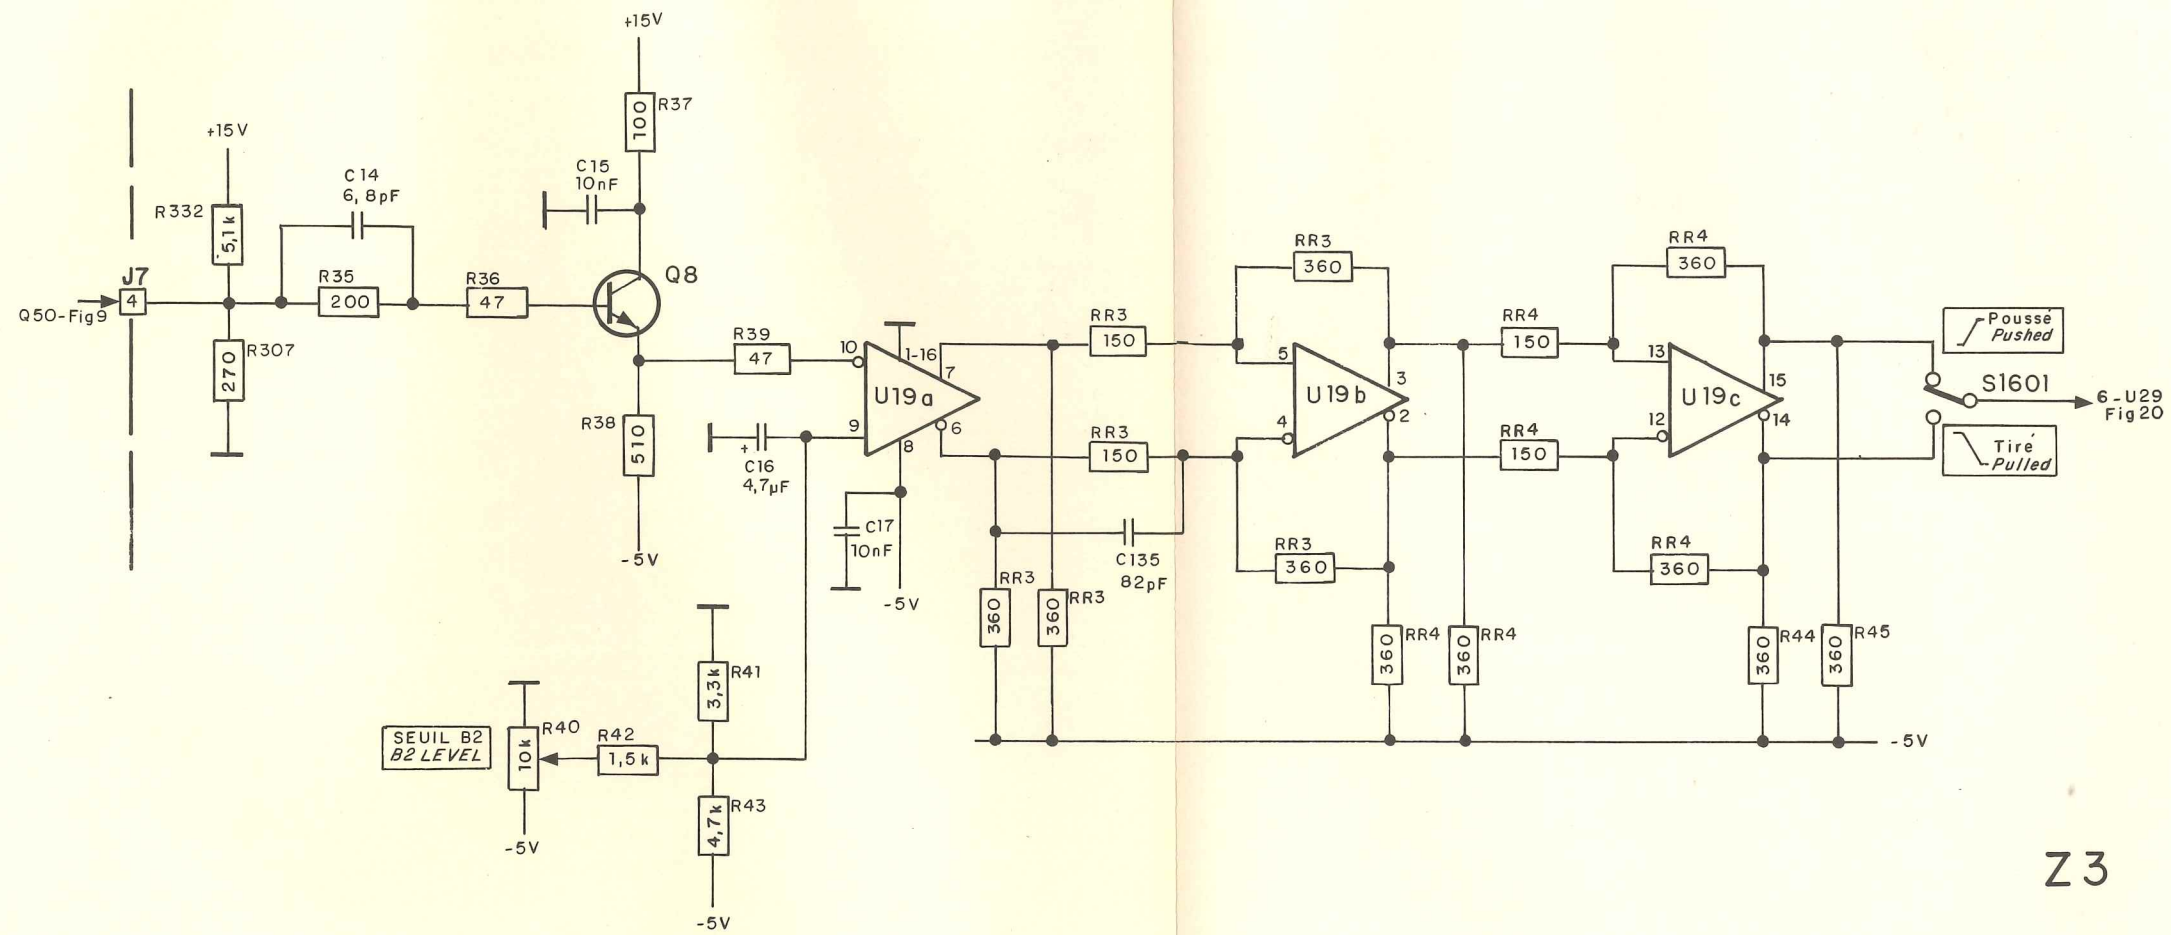 +15V
R37
100
+15V
C15
10nF
C14
6,8pF
R332
5,1k
J7
4
Q50-Fig9
R35
200
R36
47
Q8
R307
270
R39
47
R38
510
-5V
10
1-16
7
U19a
9
6
8
+
C16
4,7µF
C17
10nF
-5V
RR3
150
RR3
150
C135
82pF
RR3
360
RR3
360
RR3
360
5
3
U19b
4
2
RR3
360
RR4
150
RR4
150
RR4
360
13
15
U19c
12
14
RR4
360
RR4
360
RR4
360
R44
360
R45
360
-5V
Poussé
Pushed
S1601
6-U29
Fig20
Tiré
Pulled
R41
3,3k
SEUIL B2
B2 LEVEL
R40
10k
R42
1,5k
R43
4,7k
-5V
-5V
Z3